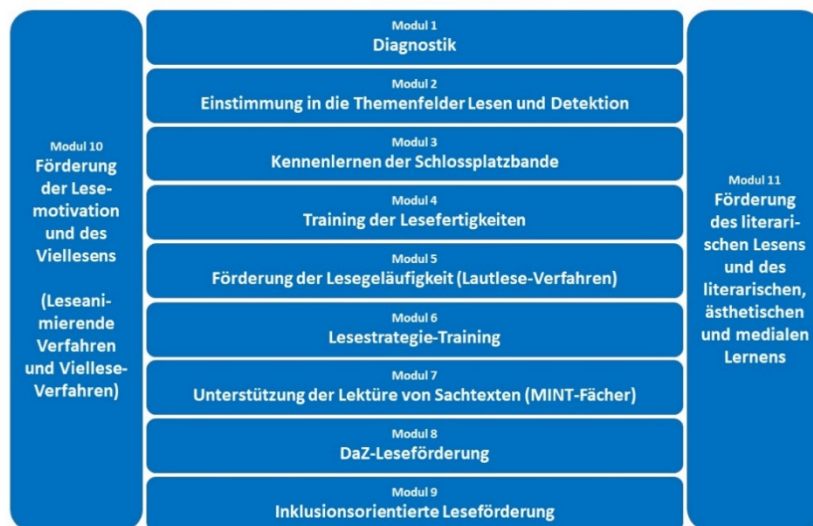 Modul 10
Förderung
der Lese-
motivation
und des
Viellesens
(Leseani-
mierende
Verfahren
und Viellese-
Verfahren)
Modul 1
Diagnostik
Modul 2
Einstimmung in die Themenfelder Lesen und Detektion
Modul 3
Kennenlernen der Schlossplatzbande
Modul 4
Training der Lesefertigkeiten
Modul 5
Förderung der Lesegeläufigkeit (Lautlese-Verfahren)
Modul 6
Lesestrategie-Training
Modul 7
Unterstützung der Lektüre von Sachtexten (MINT-Fächer)
Modul 8
DaZ-Leseförderung
Modul 9
Inklusionsorientierte Leseförderung
Modul 11
Förderung
des literari-
schen Lesens
und des
literarischen,
ästhetischen
und medialen
Lernens